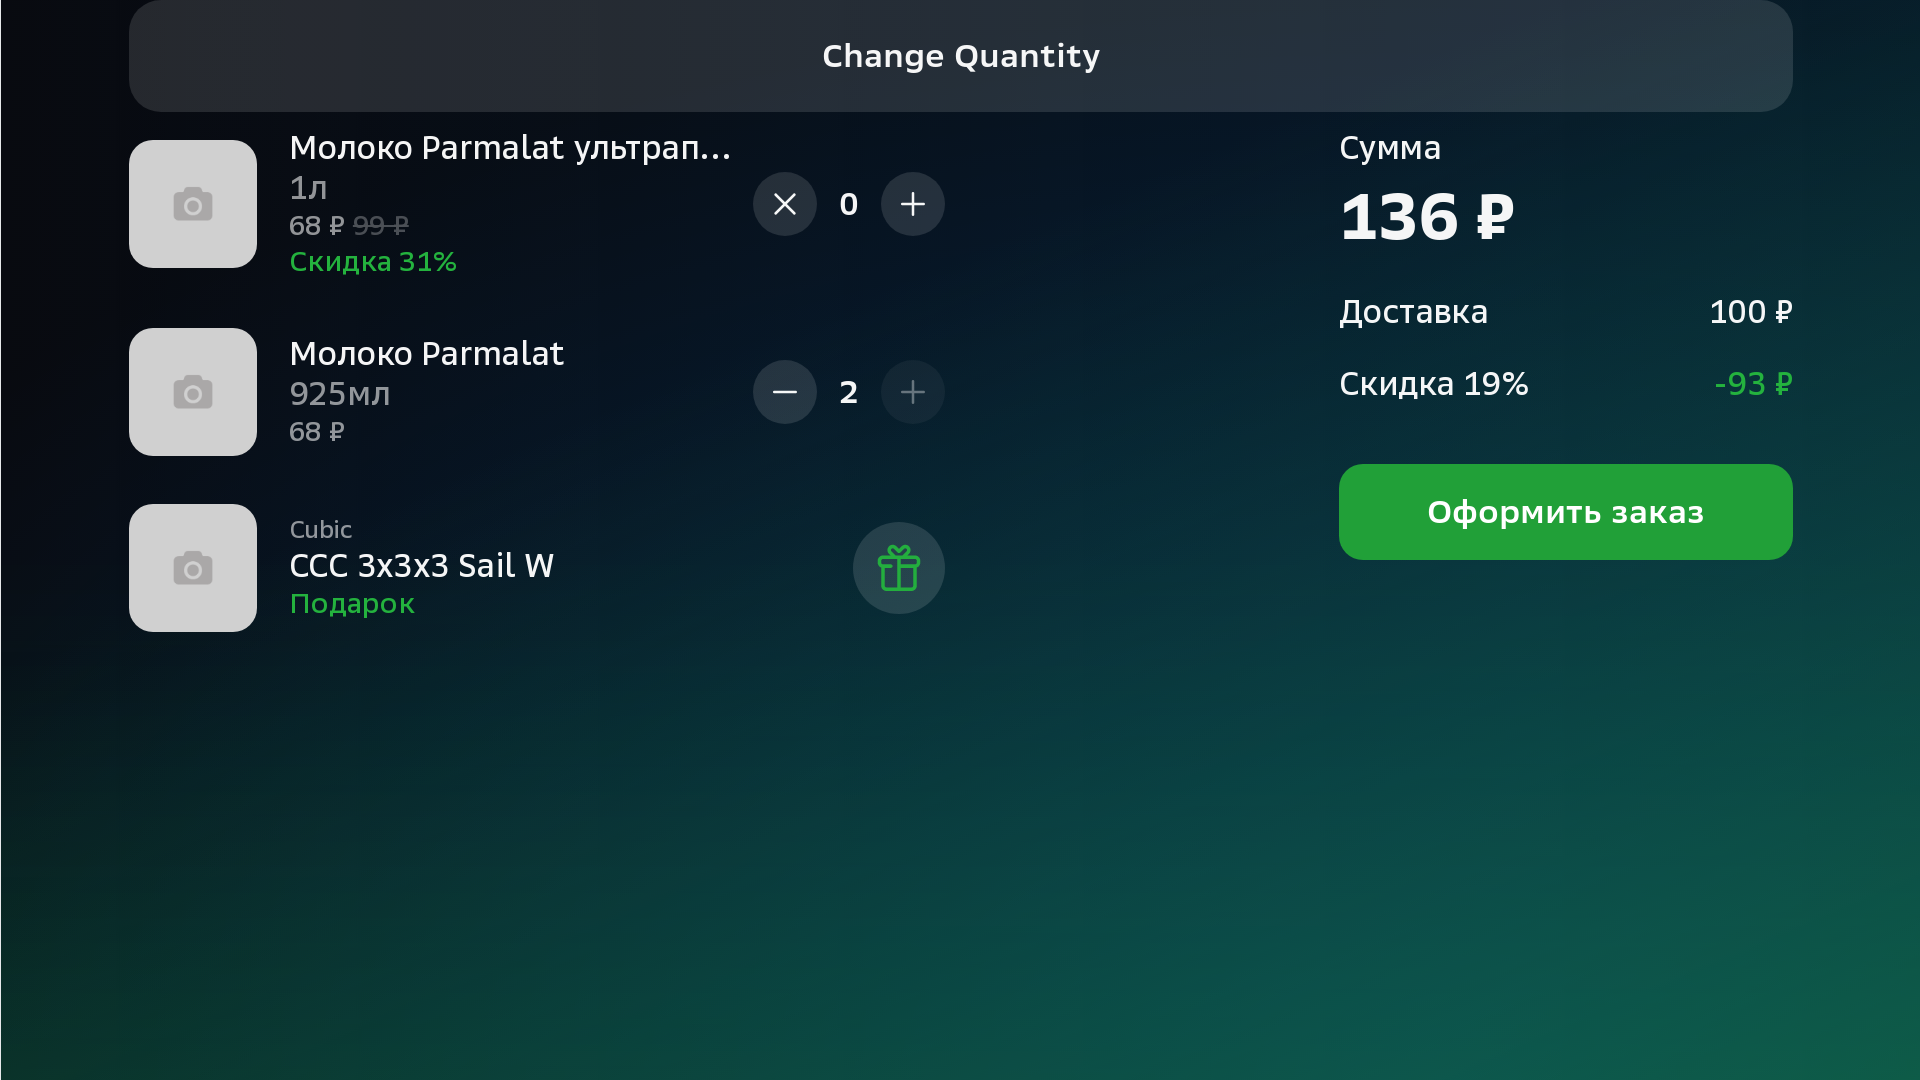 Change Quantity
Молоко Parmalat ультрап...
1л
68 ₽ 99 ₽
Скидка 31%
0
Молоко Parmalat
925мл
68 ₽
2
Cubic
CCC 3x3x3 Sail W
Подарок
Сумма
136 ₽
Доставка 100 ₽
Скидка 19% -93 ₽
Оформить заказ